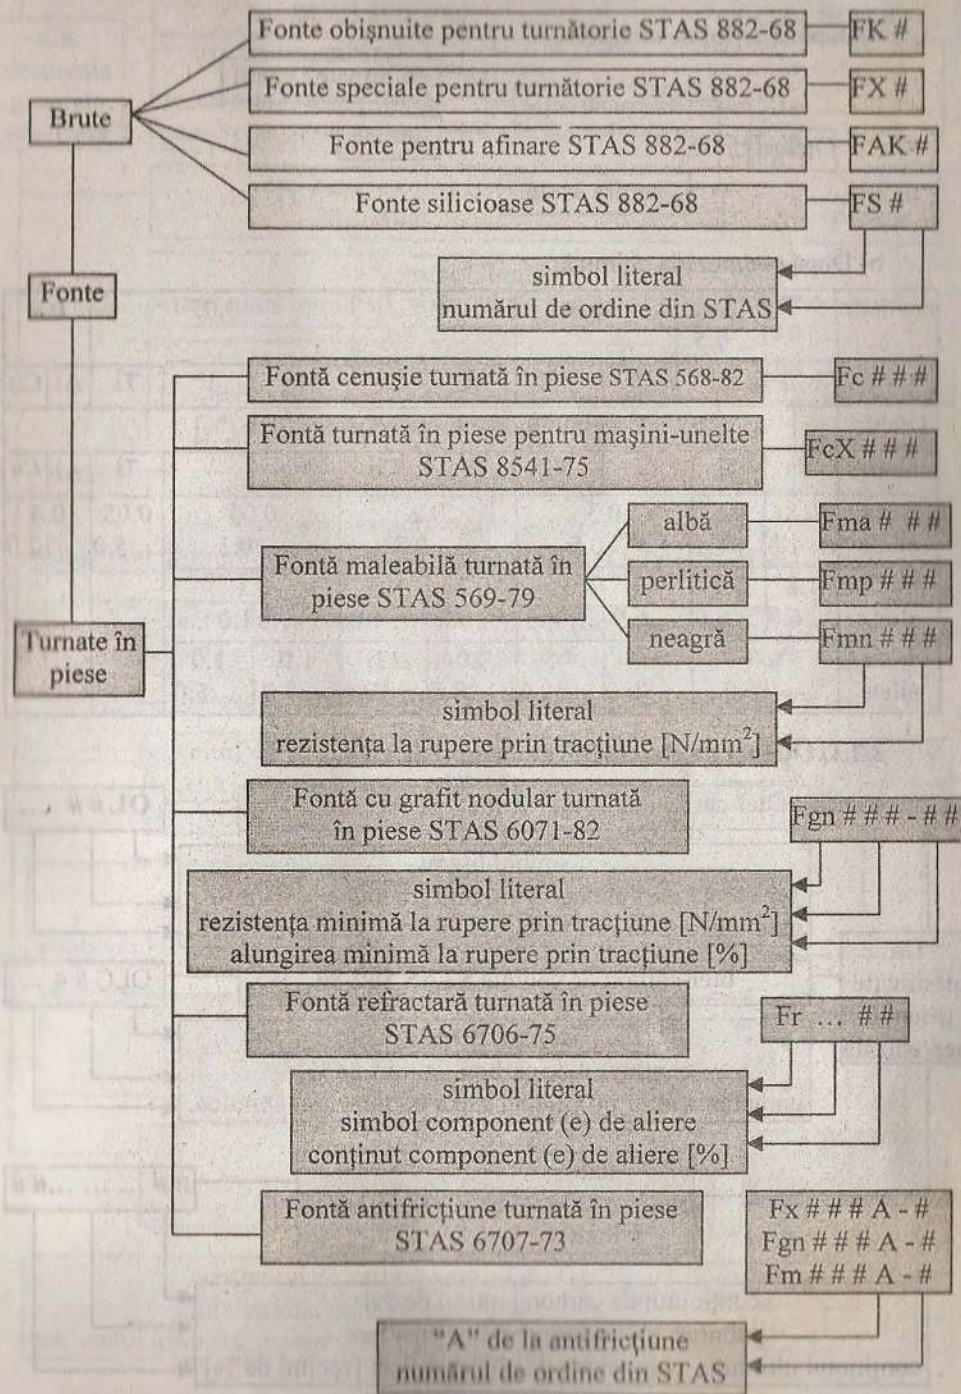 Fonte obişnuite pentru turnătorie STAS 882-68
FK #
Fonte speciale pentru turnătorie STAS 882-68
FX #
Brute
Fonte pentru afinare STAS 882-68
FAK #
Fonte silicioase STAS 882-68
FS #
simbol literal
numărul de ordine din STAS
Fonte
Fontă cenuşie turnată în piese STAS 568-82
Fc # # #
Fontă turnată în piese pentru maşini-unelte
STAS 8541-75
FcX # # #
albă
Fma # # #
Fontă maleabilă turnată în
piese STAS 569-79
perlitică
Fmp # # #
neagră
Fmn # # #
Turnate în
piese
simbol literal
rezistenţa la rupere prin tracţiune [N/mm²]
Fontă cu grafit nodular turnată
în piese STAS 6071-82
Fgn # # # - # #
simbol literal
rezistenţa minimă la rupere prin tracţiune [N/mm²]
alungirea minimă la rupere prin tracţiune [%]
Fontă refractară turnată în piese
STAS 6706-75
Fr ... # #
simbol literal
simbol component (e) de aliere
conţinut component (e) de aliere [%]
Fontă antifricţiune turnată în piese
STAS 6707-73
Fx # # # A - #
Fgn # # # A - #
Fm # # # A - #
"A" de la antifricţiune
numărul de ordine din STAS